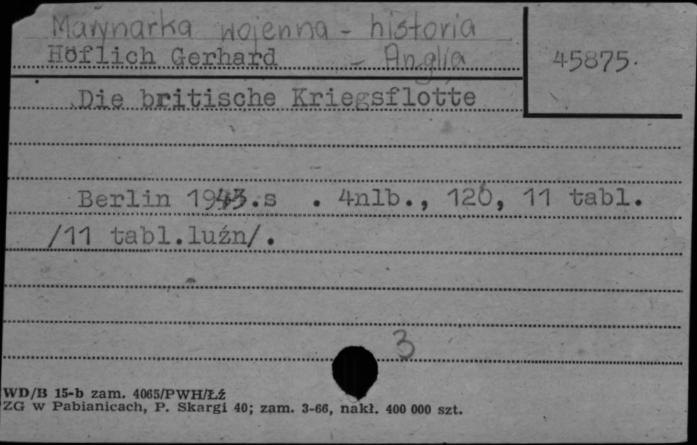 Marynarka wojenna - historia
Höflich Gerhard - Anglia
45875.
Die britische Kriegsflotte
Berlin 1943.s . 4nlb., 120, 11 tabl.
/11 tabl.luźn/.
3
WD/B 15-b zam. 4065/PWH/Łź
ZG w Pabianicach, P. Skargi 40; zam. 3-66, nakł. 400 000 szt.